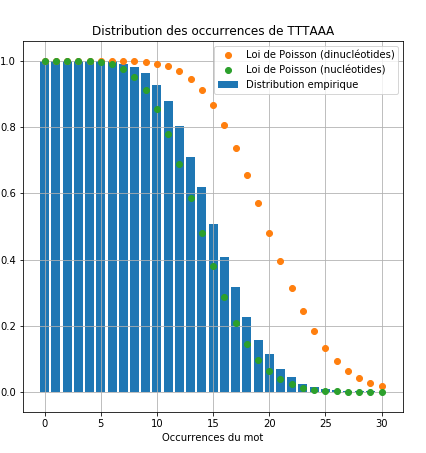 Distribution des occurrences de TTTAAA
Loi de Poisson (dinucléotides)
Loi de Poisson (nucléotides)
Distribution empirique
1.0
0.8
0.6
0.4
0.2
0.0
0 5 10 15 20 25 30
Occurrences du mot